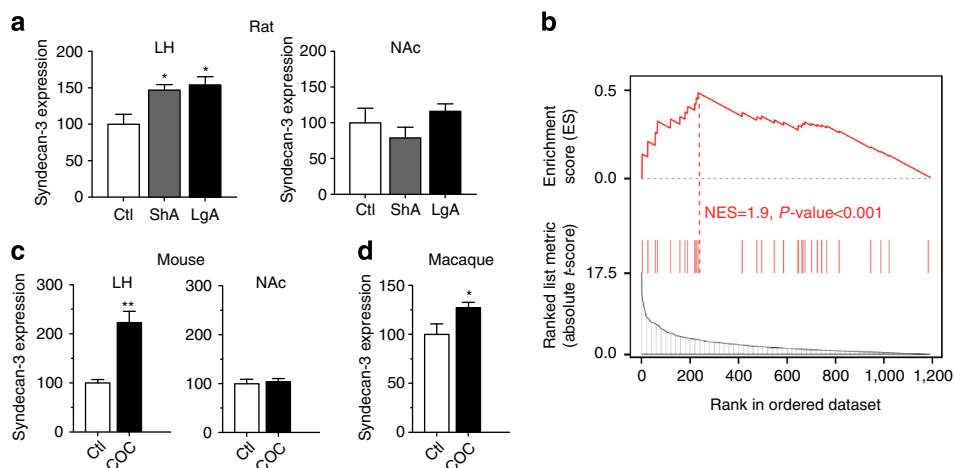 a
Rat
LH
NAc
Syndecan-3 expression
200
150
100
50
0
Ctl
ShA
LgA
*
*
Syndecan-3 expression
200
150
100
50
0
Ctl
ShA
LgA
b
Enrichment
score (ES)
0.5
0.0
NES=1.9, P-value<0.001
Ranked list metric
(absolute t-score)
17.5
0.0
0
200
400
600
800
1,000
1,200
Rank in ordered dataset
c
Mouse
LH
NAc
Syndecan-3 expression
300
200
100
0
**
Ctl
COC
300
200
100
0
Ctl
COC
d
Macaque
Syndecan-3 expression
150
100
50
0
*
Ctl
COC